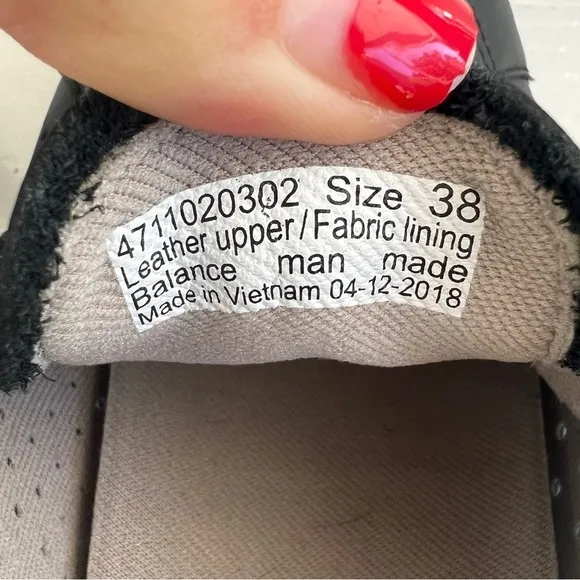 4711020302 Size 38
Leather upper/Fabric lining
Balance man made
Made in Vietnam 04-12-2018